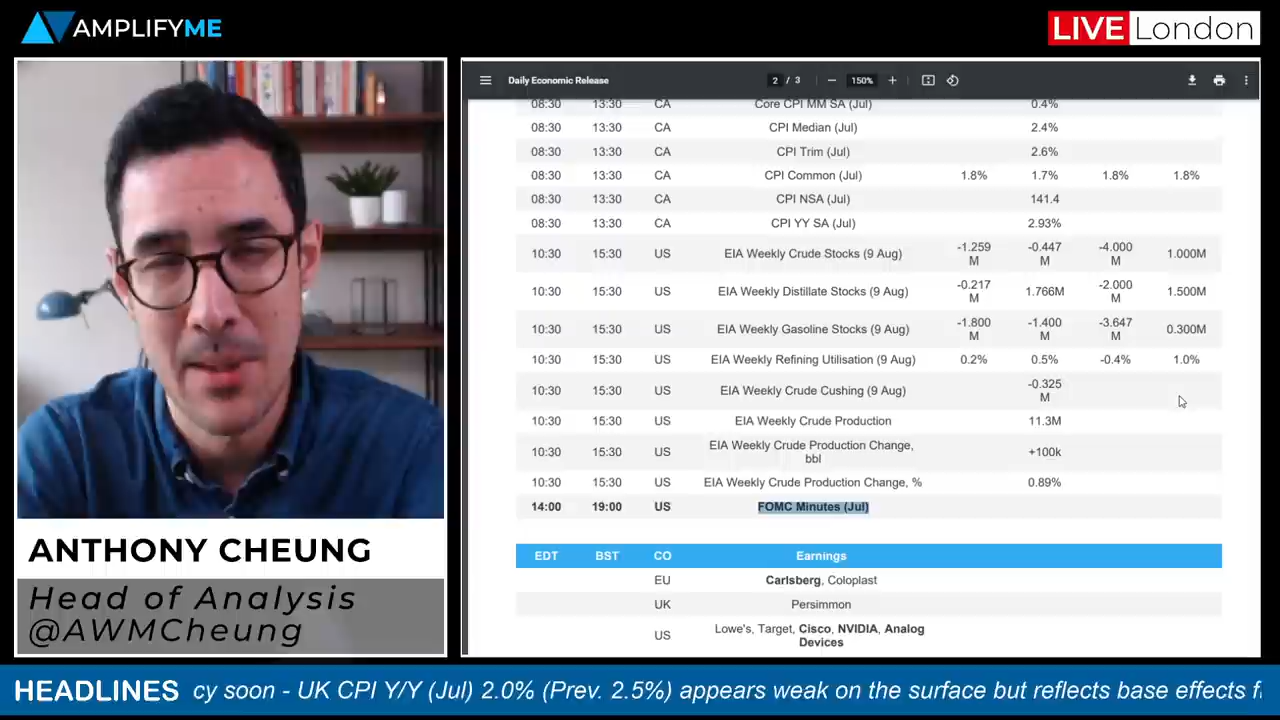 AMPLIFYME
LIVE London
Daily Economic Release
2 / 3
150%
08:30 13:30 CA Core CPI MM SA (Jul) 0.4%
08:30 13:30 CA CPI Median (Jul) 2.4%
08:30 13:30 CA CPI Trim (Jul) 2.6%
08:30 13:30 CA CPI Common (Jul) 1.8% 1.7% 1.8% 1.8%
08:30 13:30 CA CPI NSA (Jul) 141.4
08:30 13:30 CA CPI YY SA (Jul) 2.93%
10:30 15:30 US EIA Weekly Crude Stocks (9 Aug) -1.259 M -0.447 M -4.000 M 1.000M
10:30 15:30 US EIA Weekly Distillate Stocks (9 Aug) -0.217 M 1.766M -2.000 M 1.500M
10:30 15:30 US EIA Weekly Gasoline Stocks (9 Aug) -1.800 M -1.400 M -3.647 M 0.300M
10:30 15:30 US EIA Weekly Refining Utilisation (9 Aug) 0.2% 0.5% -0.4% 1.0%
10:30 15:30 US EIA Weekly Crude Cushing (9 Aug) -0.325 M
10:30 15:30 US EIA Weekly Crude Production 11.3M
10:30 15:30 US EIA Weekly Crude Production Change, bbl +100k
10:30 15:30 US EIA Weekly Crude Production Change, % 0.89%
14:00 19:00 US FOMC Minutes (Jul)
EDT BST CO Earnings
EU Carlsberg, Coloplast
UK Persimmon
US Lowe's, Target, Cisco, NVIDIA, Analog
Devices
ANTHONY CHEUNG
Head of Analysis
@AWMCheung
HEADLINES cy soon - UK CPI Y/Y (Jul) 2.0% (Prev. 2.5%) appears weak on the surface but reflects base effects